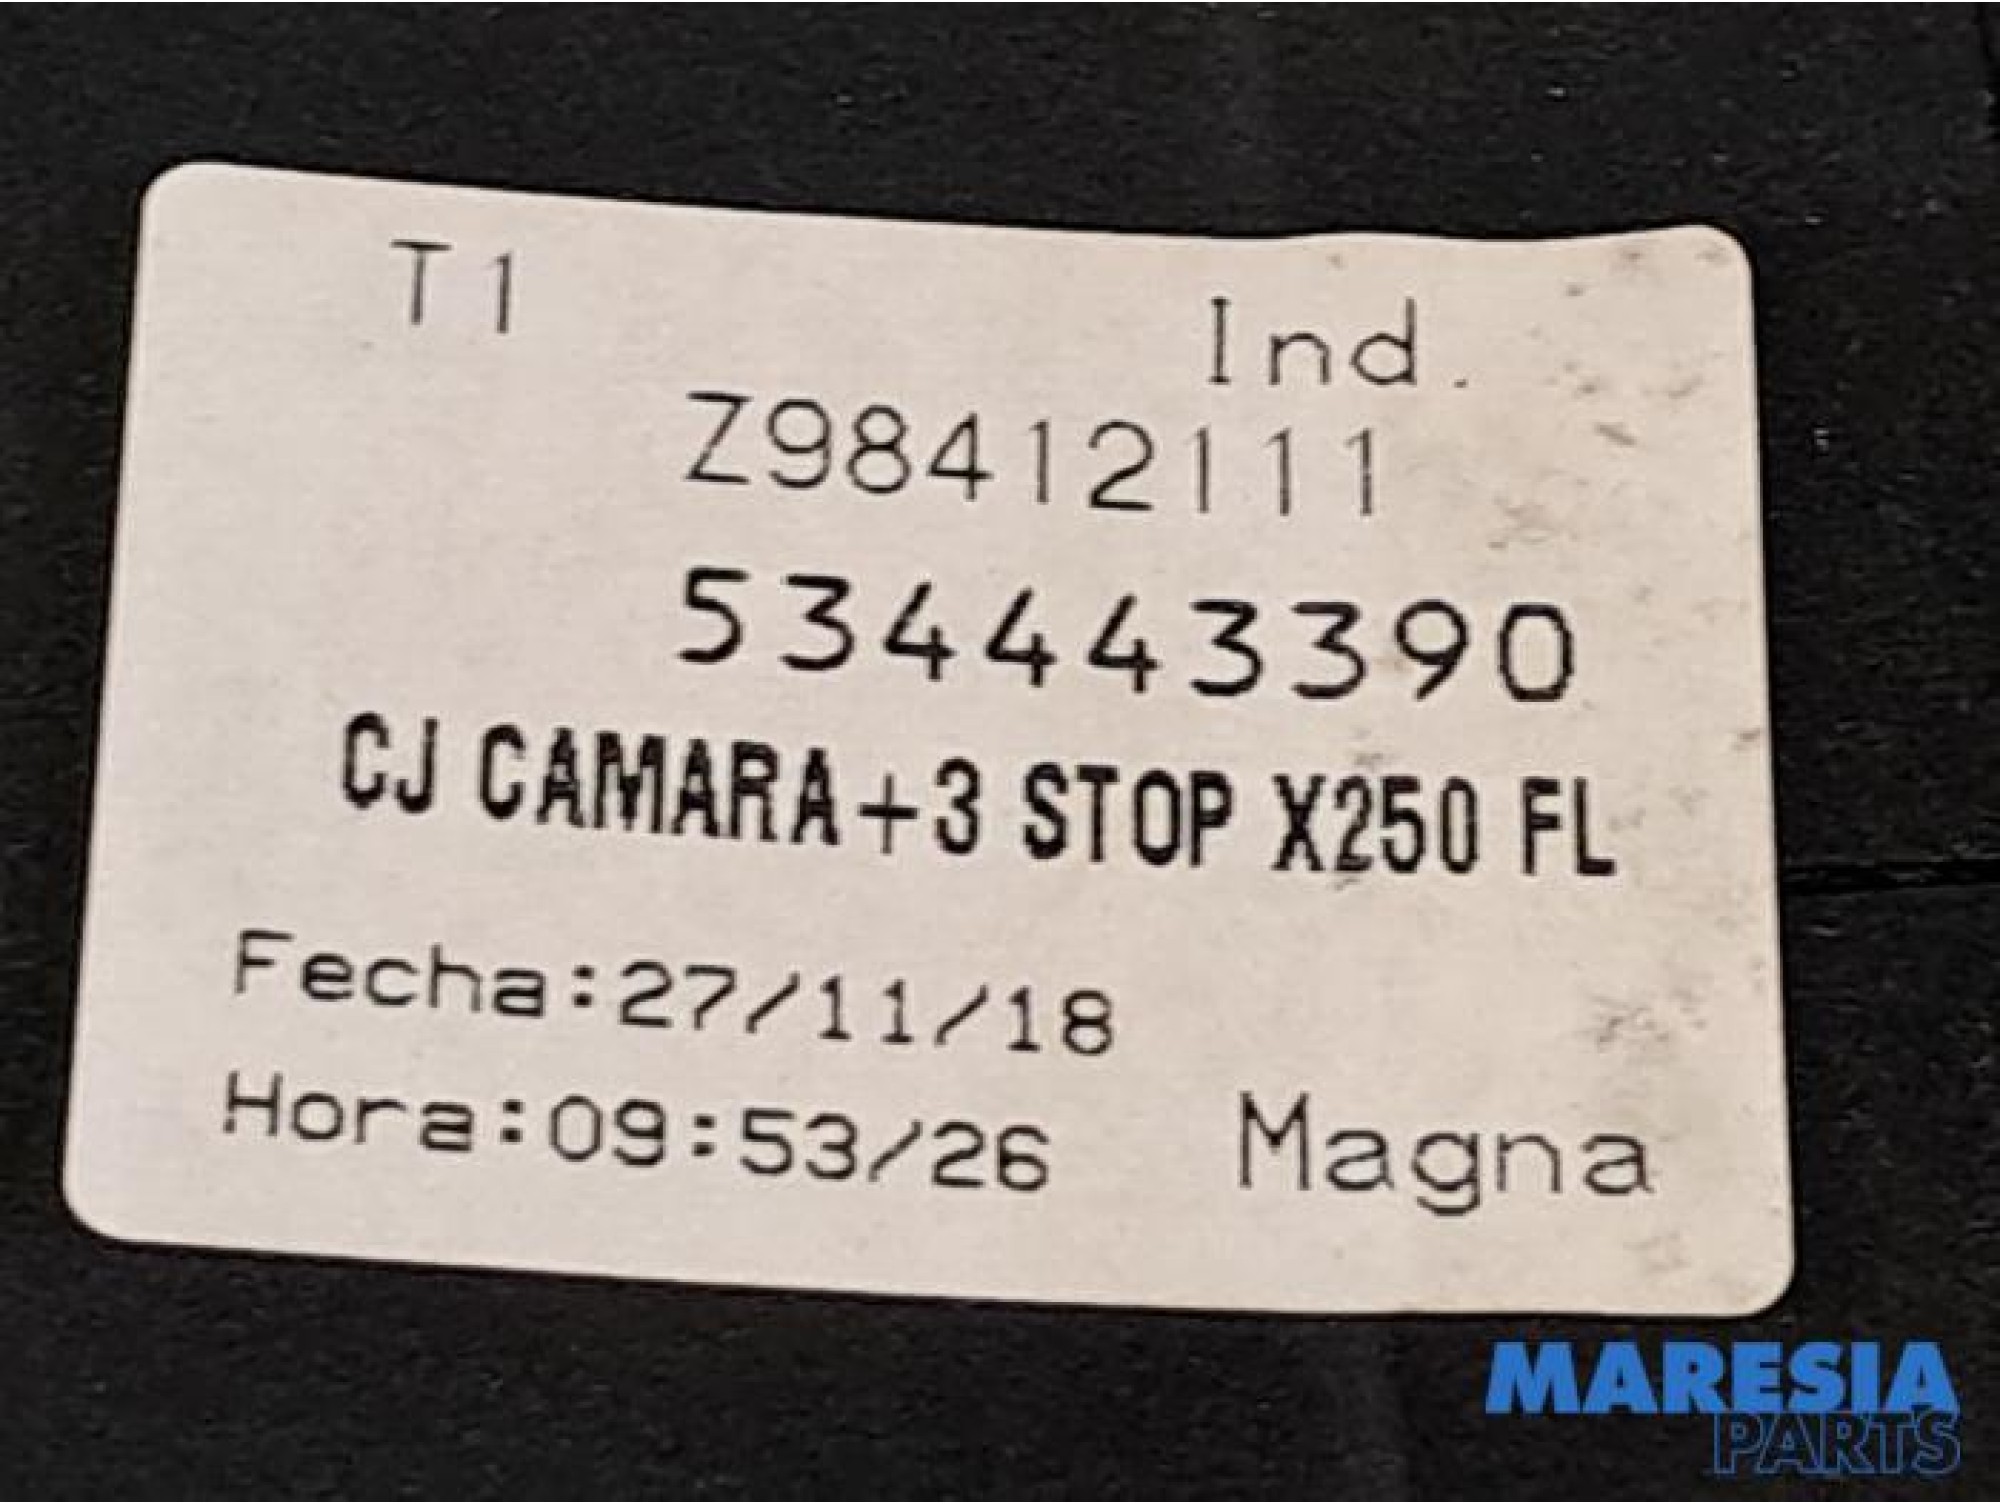 T1
Ind.
Z98412111
534443390
CJ CAMARA+3 STOP X250 FL
Fecha:27/11/18
Hora:09:53/26
Magna
MARESIA
PARTS